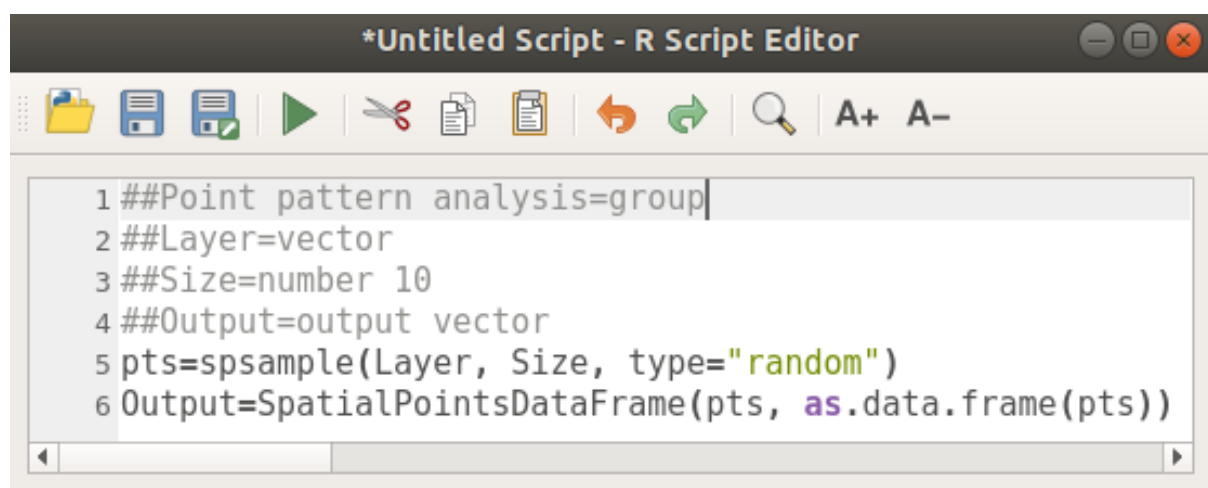 *Untitled Script - R Script Editor
A+ A-
1 ##Point pattern analysis=group
2 ##Layer=vector
3 ##Size=number 10
4 ##Output=output vector
5 pts=spsample(Layer, Size, type="random")
6 Output=SpatialPointsDataFrame(pts, as.data.frame(pts))